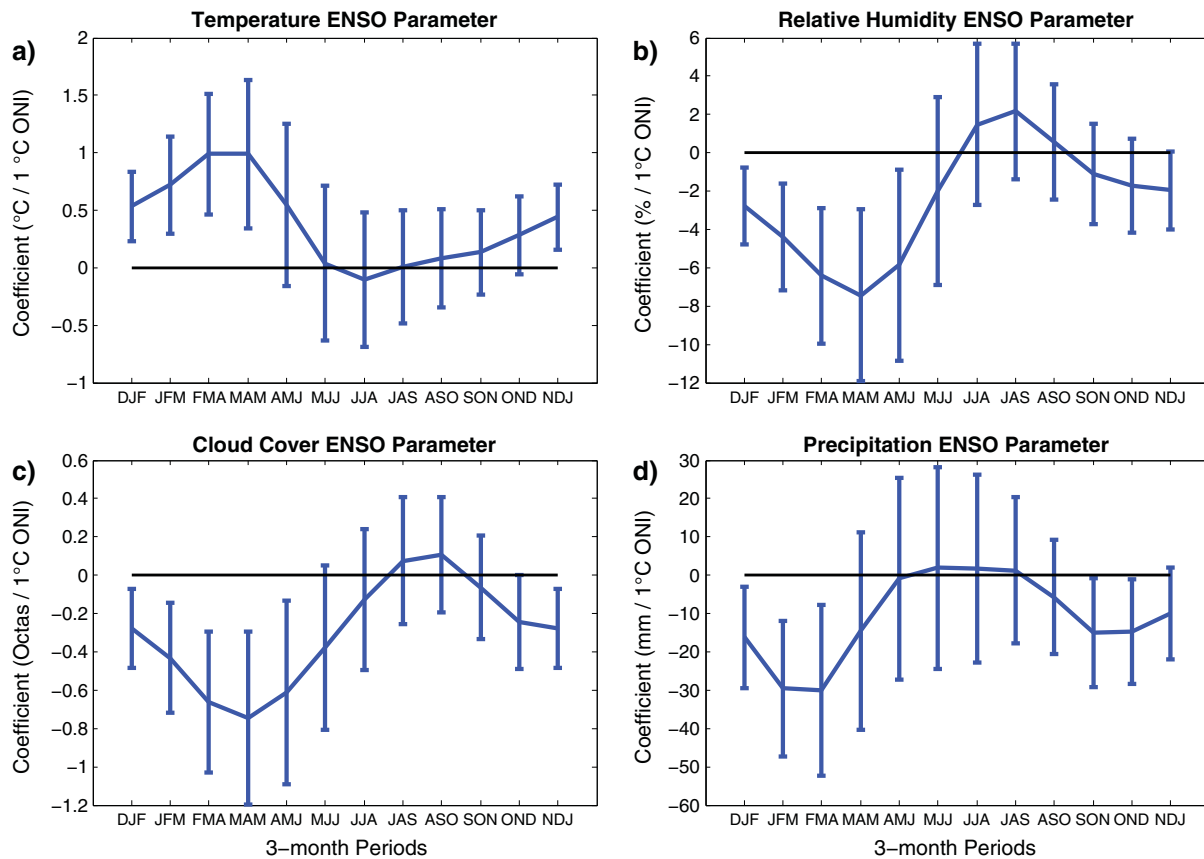 Temperature ENSO Parameter
a)
Coefficient (°C / 1 °C ONI)
2
1.5
1
0.5
0
−0.5
−1
DJF JFM FMA MAM AMJ MJJ JJA JAS ASO SON OND NDJ
Relative Humidity ENSO Parameter
b)
Coefficient (% / 1°C ONI)
6
4
2
0
−2
−4
−6
−8
−10
−12
DJF JFM FMA MAM AMJ MJJ JJA JAS ASO SON OND NDJ
Cloud Cover ENSO Parameter
c)
Coefficient (Octas / 1°C ONI)
0.6
0.4
0.2
0
−0.2
−0.4
−0.6
−0.8
−1
−1.2
DJF JFM FMA MAM AMJ MJJ JJA JAS ASO SON OND NDJ
3−month Periods
Precipitation ENSO Parameter
d)
Coefficient (mm / 1°C ONI)
30
20
10
0
−10
−20
−30
−40
−50
−60
DJF JFM FMA MAM AMJ MJJ JJA JAS ASO SON OND NDJ
3−month Periods